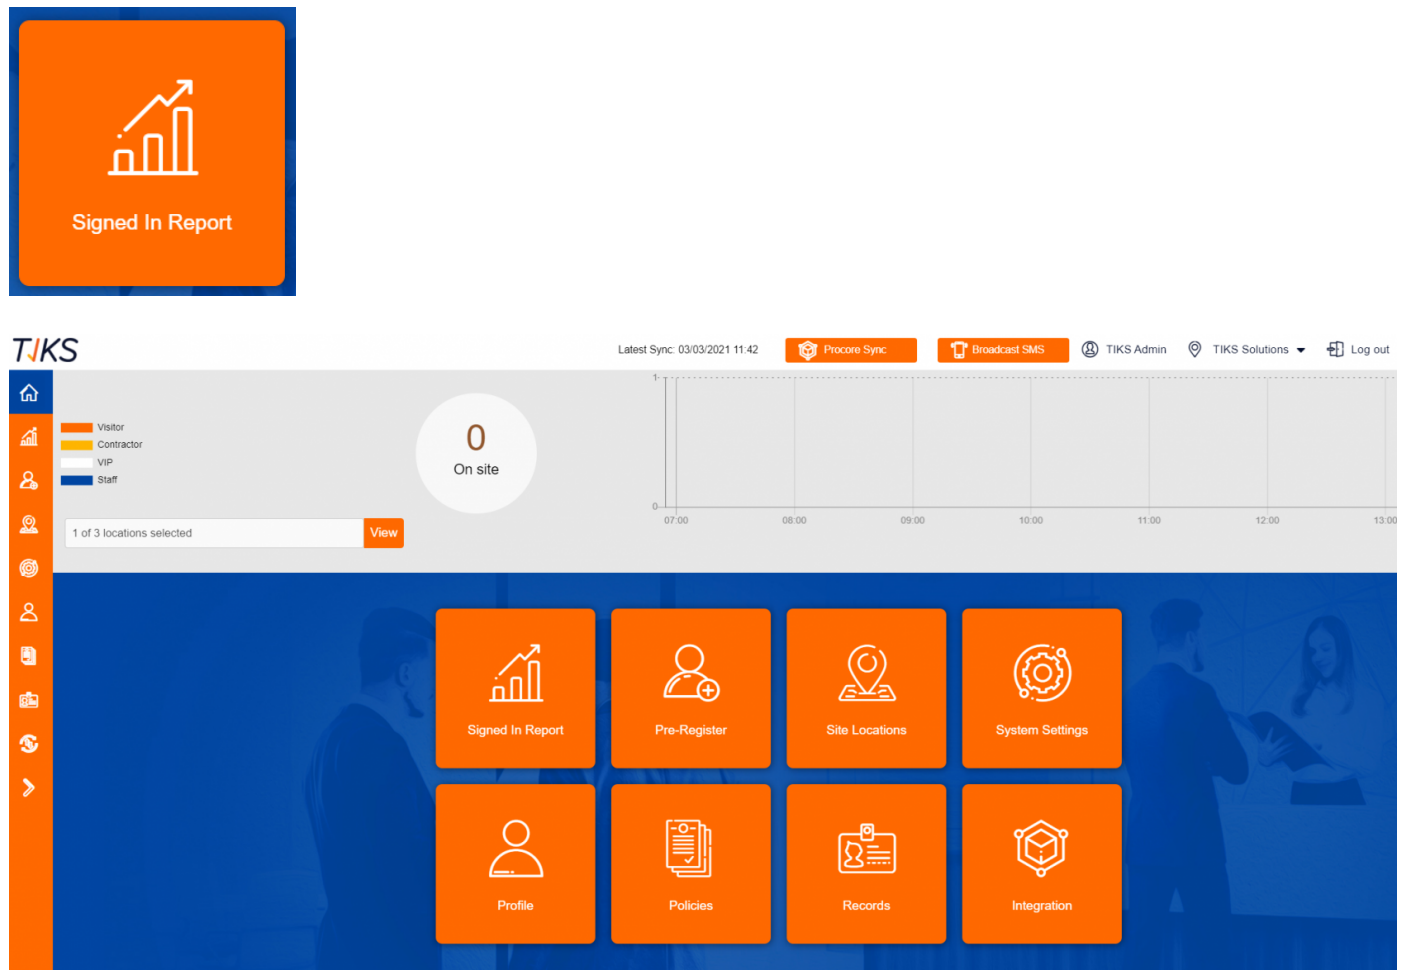 Signed In Report
TIKS
Latest Sync: 03/03/2021 11:42
Procore Sync
Broadcast SMS
TIKS Admin
TIKS Solutions
Log out
Visitor
Contractor
VIP
Staff
0
On site
1 of 3 locations selected
View
1
0
07:00
08:00
09:00
10:00
11:00
12:00
13:00
Signed In Report
Pre-Register
Site Locations
System Settings
Profile
Policies
Records
Integration